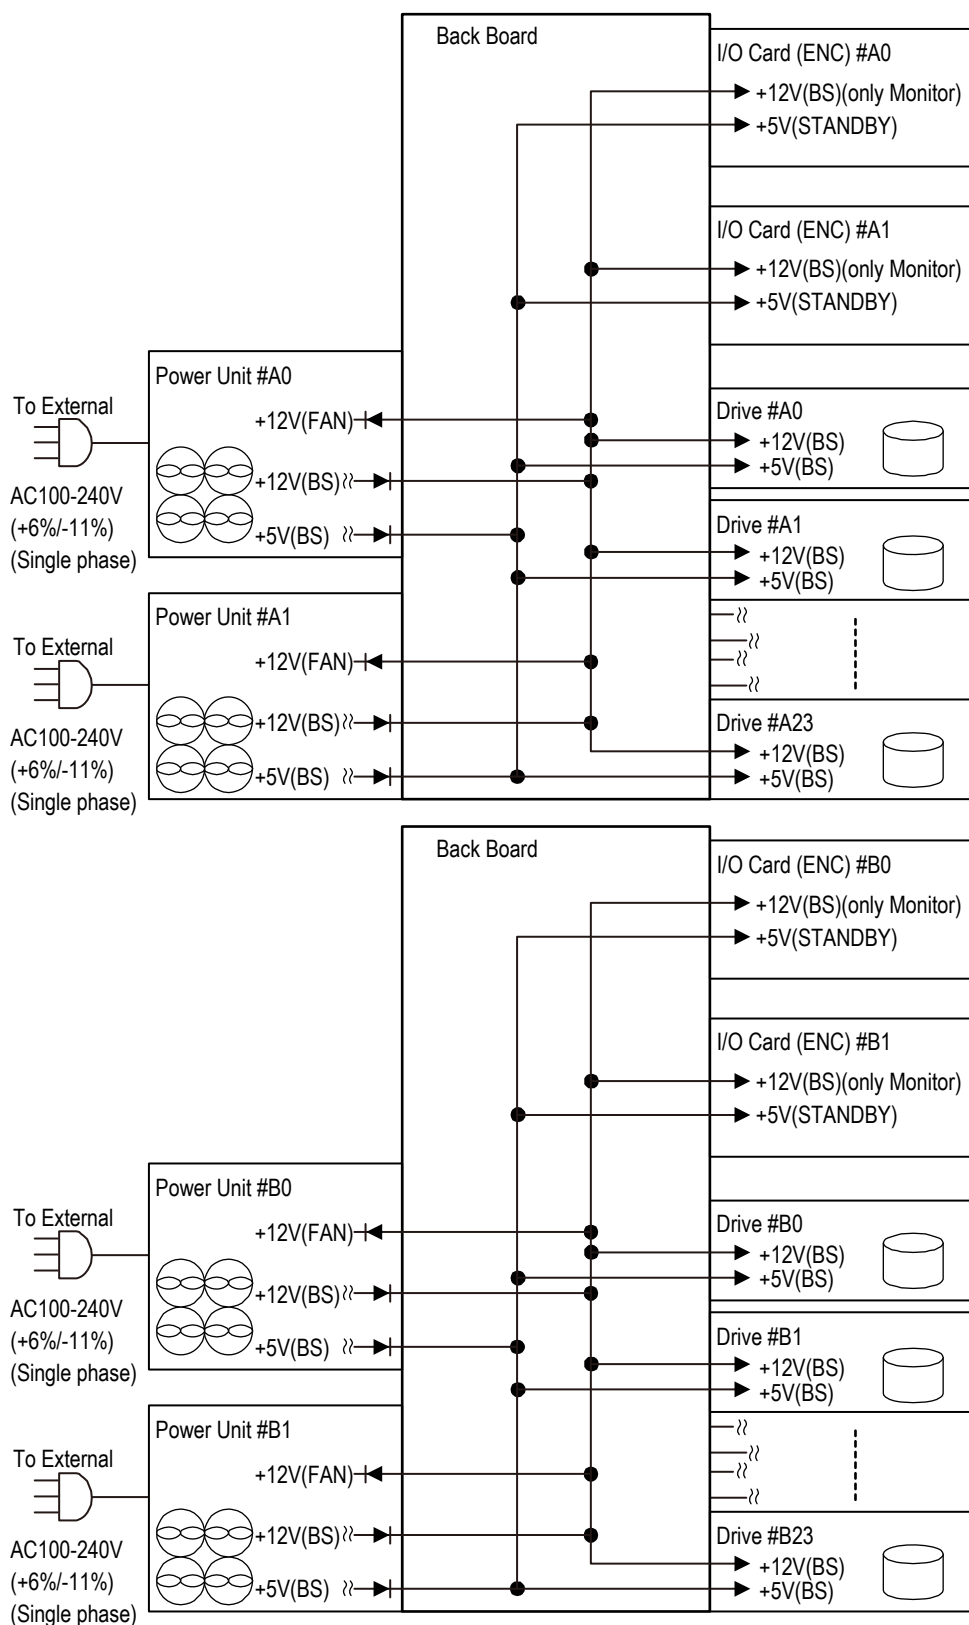 Back Board
I/O Card (ENC) #A0
+12V(BS)(only Monitor)
+5V(STANDBY)
I/O Card (ENC) #A1
+12V(BS)(only Monitor)
+5V(STANDBY)
Power Unit #A0
To External
+12V(FAN)
+12V(BS)
+5V(BS)
AC100-240V
(+6%/-11%)
(Single phase)
Drive #A0
+12V(BS)
+5V(BS)
Drive #A1
+12V(BS)
+5V(BS)
Power Unit #A1
To External
+12V(FAN)
+12V(BS)
+5V(BS)
AC100-240V
(+6%/-11%)
(Single phase)
Drive #A23
+12V(BS)
+5V(BS)
Back Board
I/O Card (ENC) #B0
+12V(BS)(only Monitor)
+5V(STANDBY)
I/O Card (ENC) #B1
+12V(BS)(only Monitor)
+5V(STANDBY)
Power Unit #B0
To External
+12V(FAN)
+12V(BS)
+5V(BS)
AC100-240V
(+6%/-11%)
(Single phase)
Drive #B0
+12V(BS)
+5V(BS)
Drive #B1
+12V(BS)
+5V(BS)
Power Unit #B1
To External
+12V(FAN)
+12V(BS)
+5V(BS)
AC100-240V
(+6%/-11%)
(Single phase)
Drive #B23
+12V(BS)
+5V(BS)